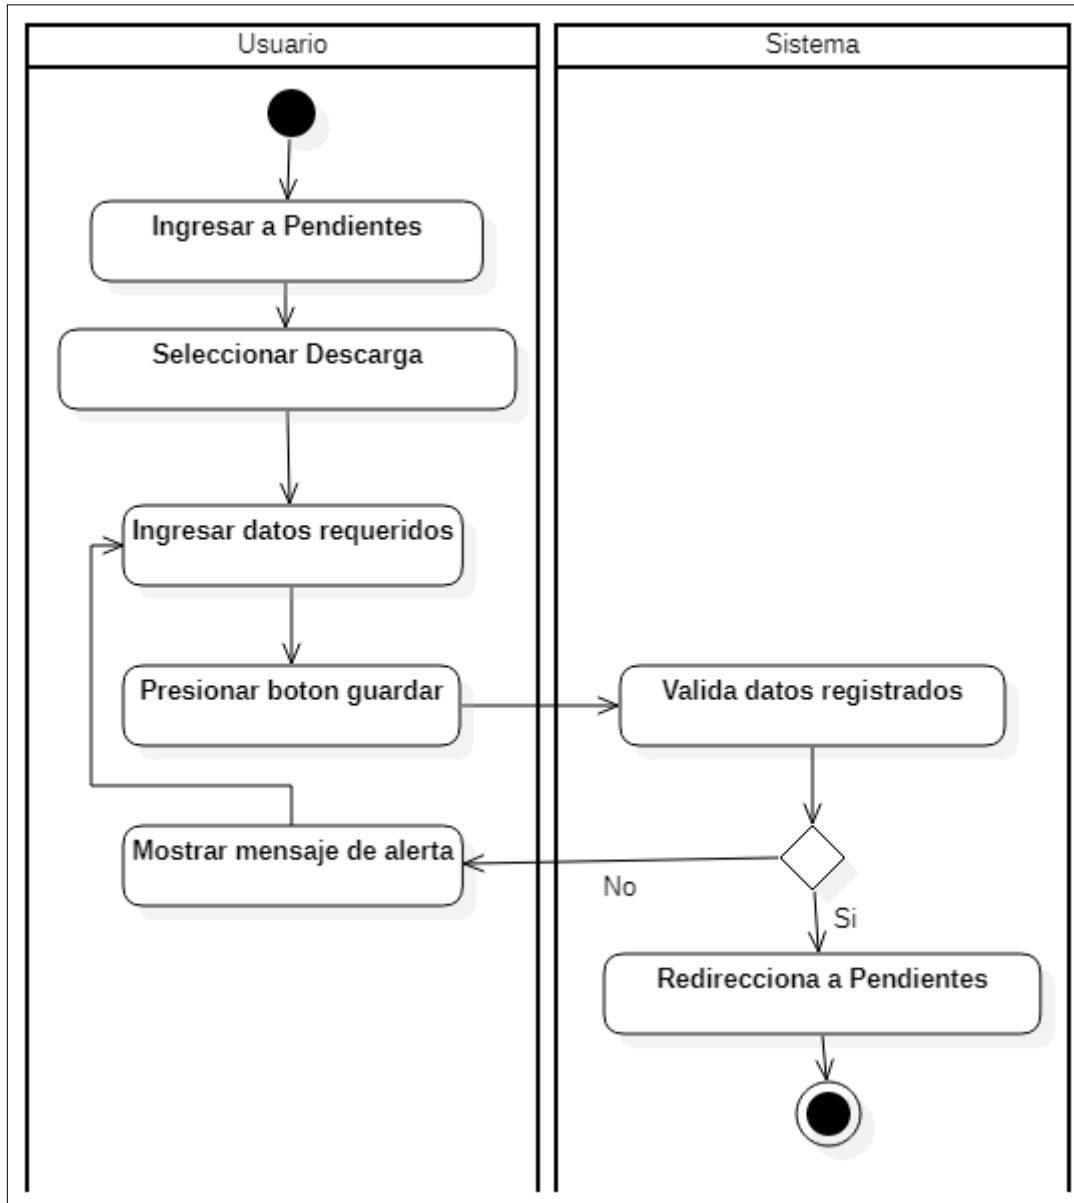 Usuario
Sistema
Ingresar a Pendientes
Seleccionar Descarga
Ingresar datos requeridos
Presionar boton guardar
Valida datos registrados
Mostrar mensaje de alerta
No
Si
Redirecciona a Pendientes